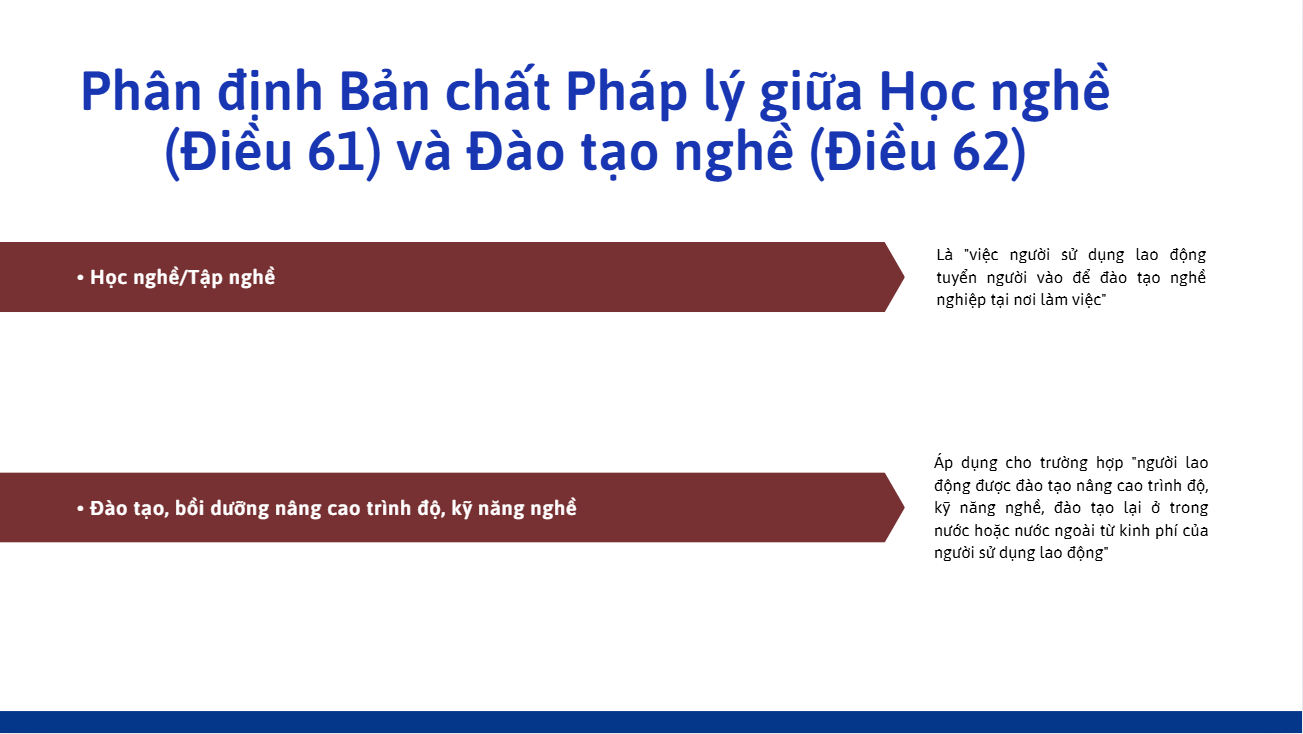 Phân định Bản chất Pháp lý giữa Học nghề
(Điều 61) và Đào tạo nghề (Điều 62)
• Học nghề/Tập nghề
Là "việc người sử dụng lao động
tuyển người vào để đào tạo nghề
nghiệp tại nơi làm việc"
• Đào tạo, bồi dưỡng nâng cao trình độ, kỹ năng nghề
Áp dụng cho trường hợp "người lao
động được đào tạo nâng cao trình độ,
kỹ năng nghề, đào tạo lại ở trong
nước hoặc nước ngoài từ kinh phí của
người sử dụng lao động"